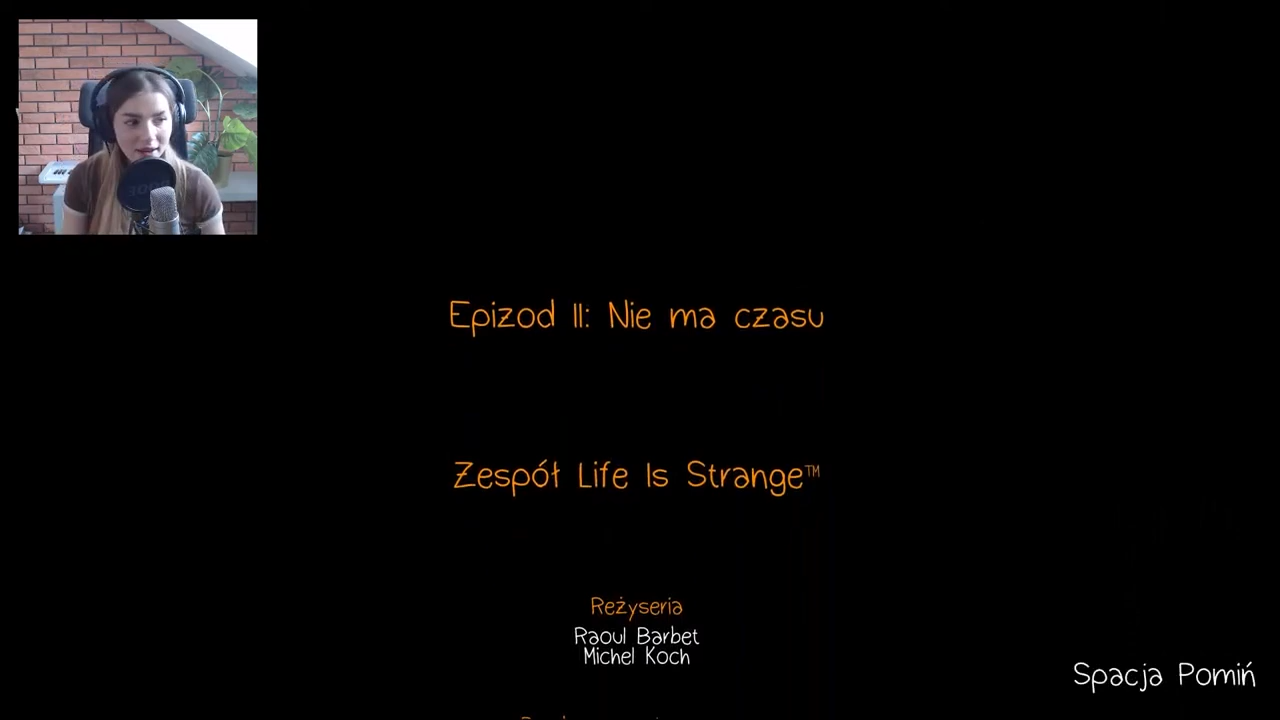 Epizod II: Nie ma czasu
Zespół Life Is Strange™
Reżyseria
Raoul Barbet
Michel Koch
Spacja Pomiń